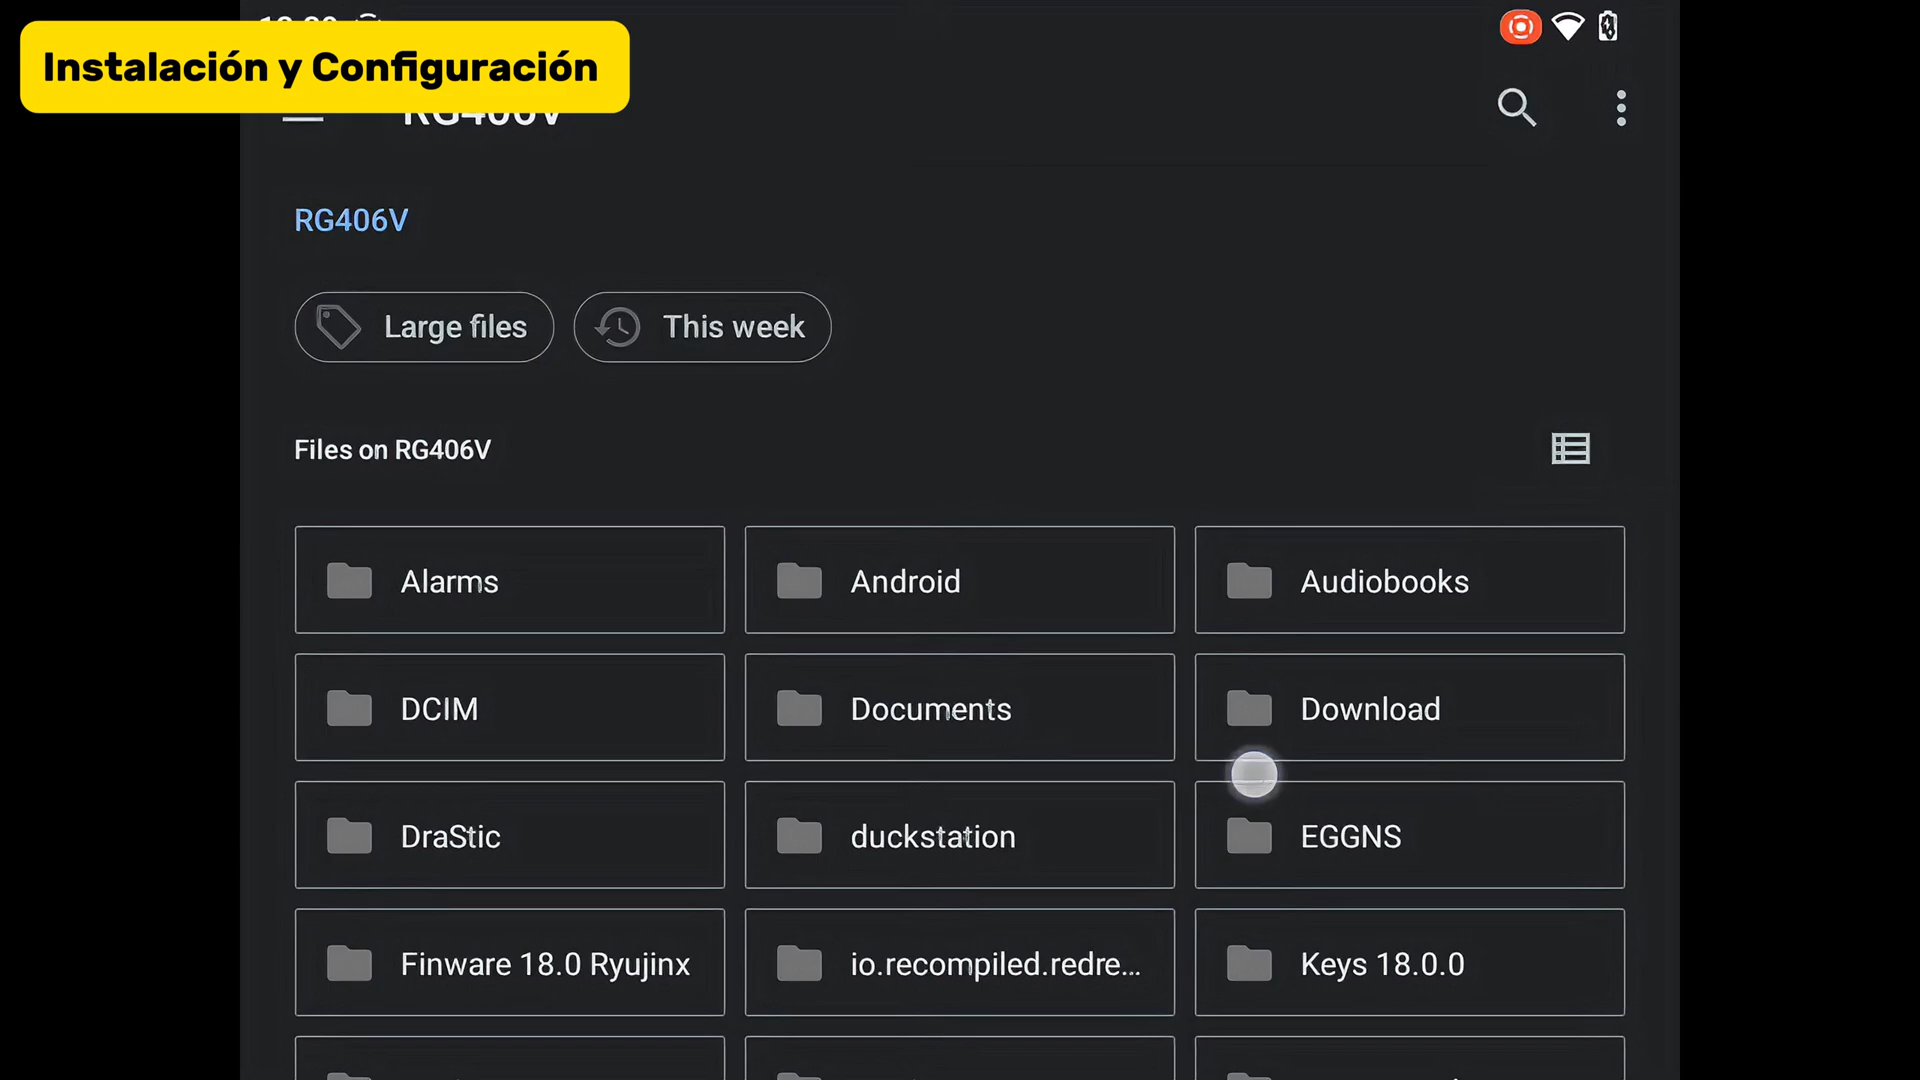 Instalación y Configuración
RG406V
RG406V
Large files
This week
Files on RG406V
Alarms
Android
Audiobooks
DCIM
Documents
Download
DraStic
duckstation
EGGNS
Finware 18.0 Ryujinx
io.recompiled.redre...
Keys 18.0.0